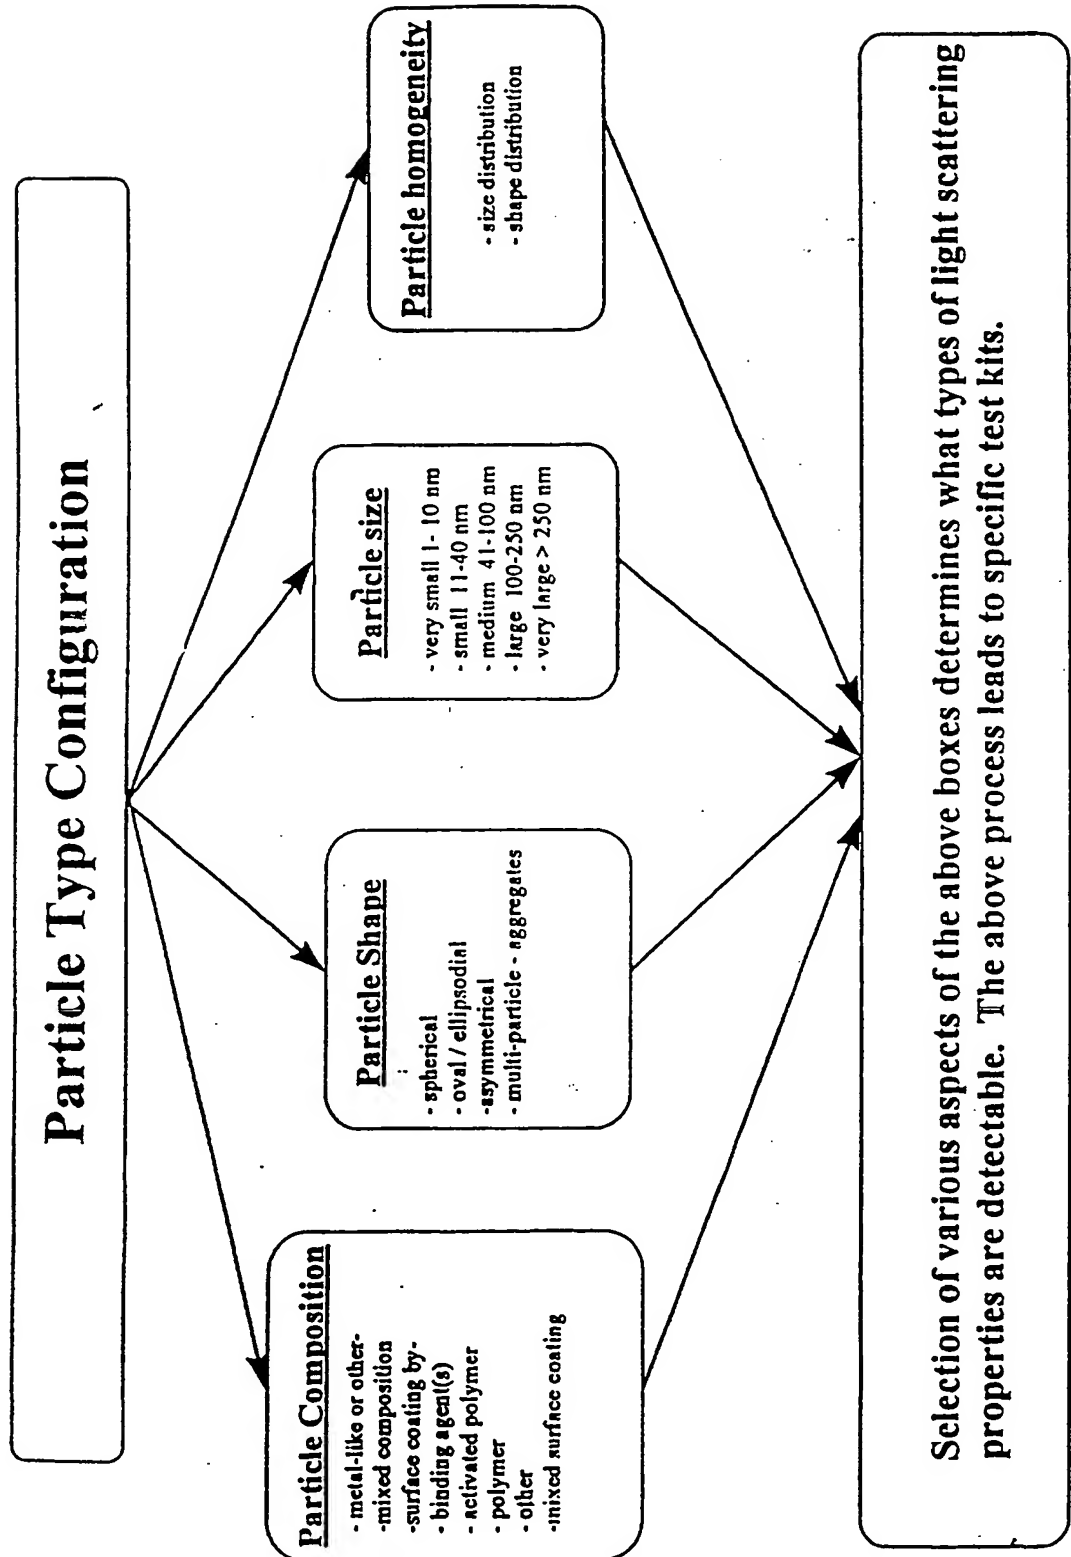 Particle Type Configuration
Particle Composition
- metal-like or other-
-mixed composition
-surface coating by-
- binding agent(s)
- activated polymer
- polymer
- other
-mixed surface coating
Particle Shape
- spherical
- oval / ellipsodial
-asymmetrical
- multi-particle - aggregates
Particle size
- very small 1- 10 nm
- small 11-40 nm
- medium 41-100 nm
- large 100-250 nm
- very large > 250 nm
Particle homogeneity
- size distribution
- shape distribution
Selection of various aspects of the above boxes determines what types of light scattering
properties are detectable. The above process leads to specific test kits.